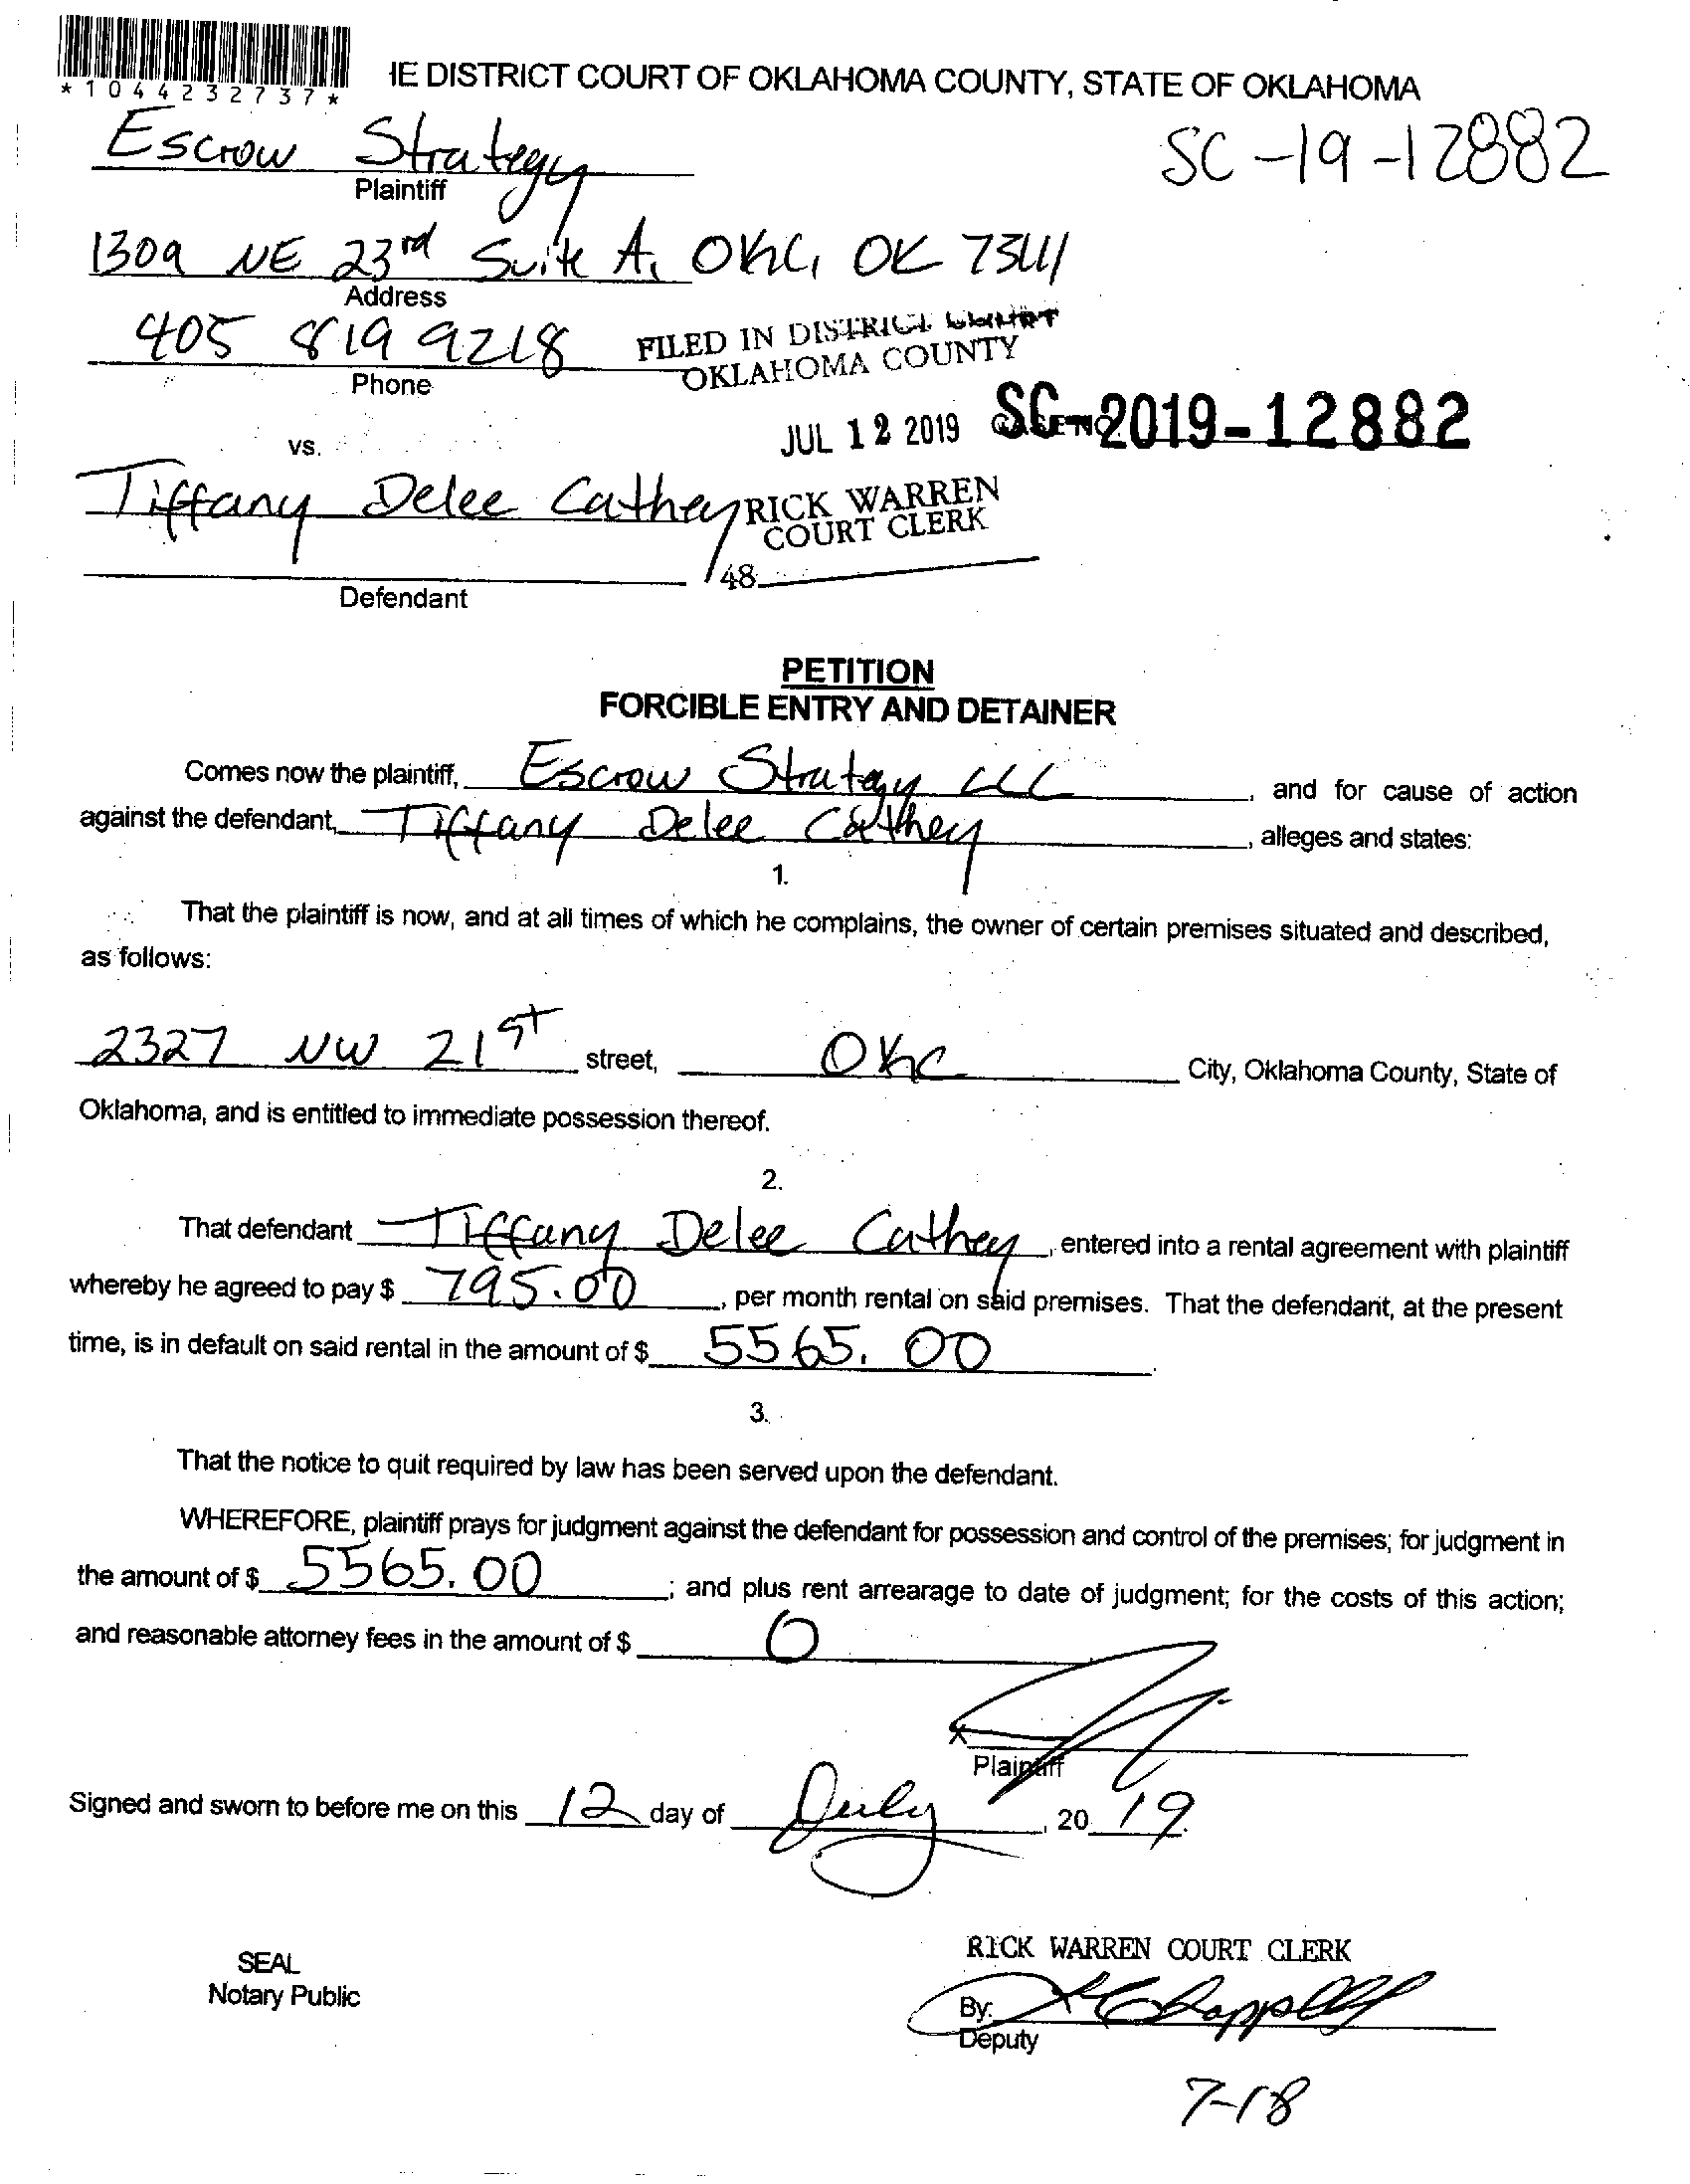 *1044232737*
IE DISTRICT COURT OF OKLAHOMA COUNTY, STATE OF OKLAHOMA
Escrow Strategy
SC-19-12882
Plaintiff
1309 NE 23rd Suite A, OKC, OK 73111
Address
405 819 9218
FILED IN DISTRICT COURT
OKLAHOMA COUNTY
Phone
JUL 12 2019 SC-2019-12882
vs.
Tiffany Delee Cathey
RICK WARREN
COURT CLERK
48
Defendant
PETITION
FORCIBLE ENTRY AND DETAINER
Comes now the plaintiff, Escrow Strategy LLC, and for cause of action
against the defendant, Tiffany Delee Cathey, alleges and states:
1.
That the plaintiff is now, and at all times of which he complains, the owner of certain premises situated and described,
as follows:
2327 NW 21st street, OKC City, Oklahoma County, State of
Oklahoma, and is entitled to immediate possession thereof.
2.
That defendant Tiffany Delee Cathey, entered into a rental agreement with plaintiff
whereby he agreed to pay $ 795.00, per month rental on said premises. That the defendant, at the present
time, is in default on said rental in the amount of $ 5565.00.
3.
That the notice to quit required by law has been served upon the defendant.
WHEREFORE, plaintiff prays for judgment against the defendant for possession and control of the premises; for judgment in
the amount of $ 5565.00; and plus rent arrearage to date of judgment; for the costs of this action;
and reasonable attorney fees in the amount of $ 0
X
Plaintiff
Signed and sworn to before me on this 12 day of July, 2019.
SEAL
Notary Public
RICK WARREN COURT CLERK
By: Chappell
Deputy
7-18